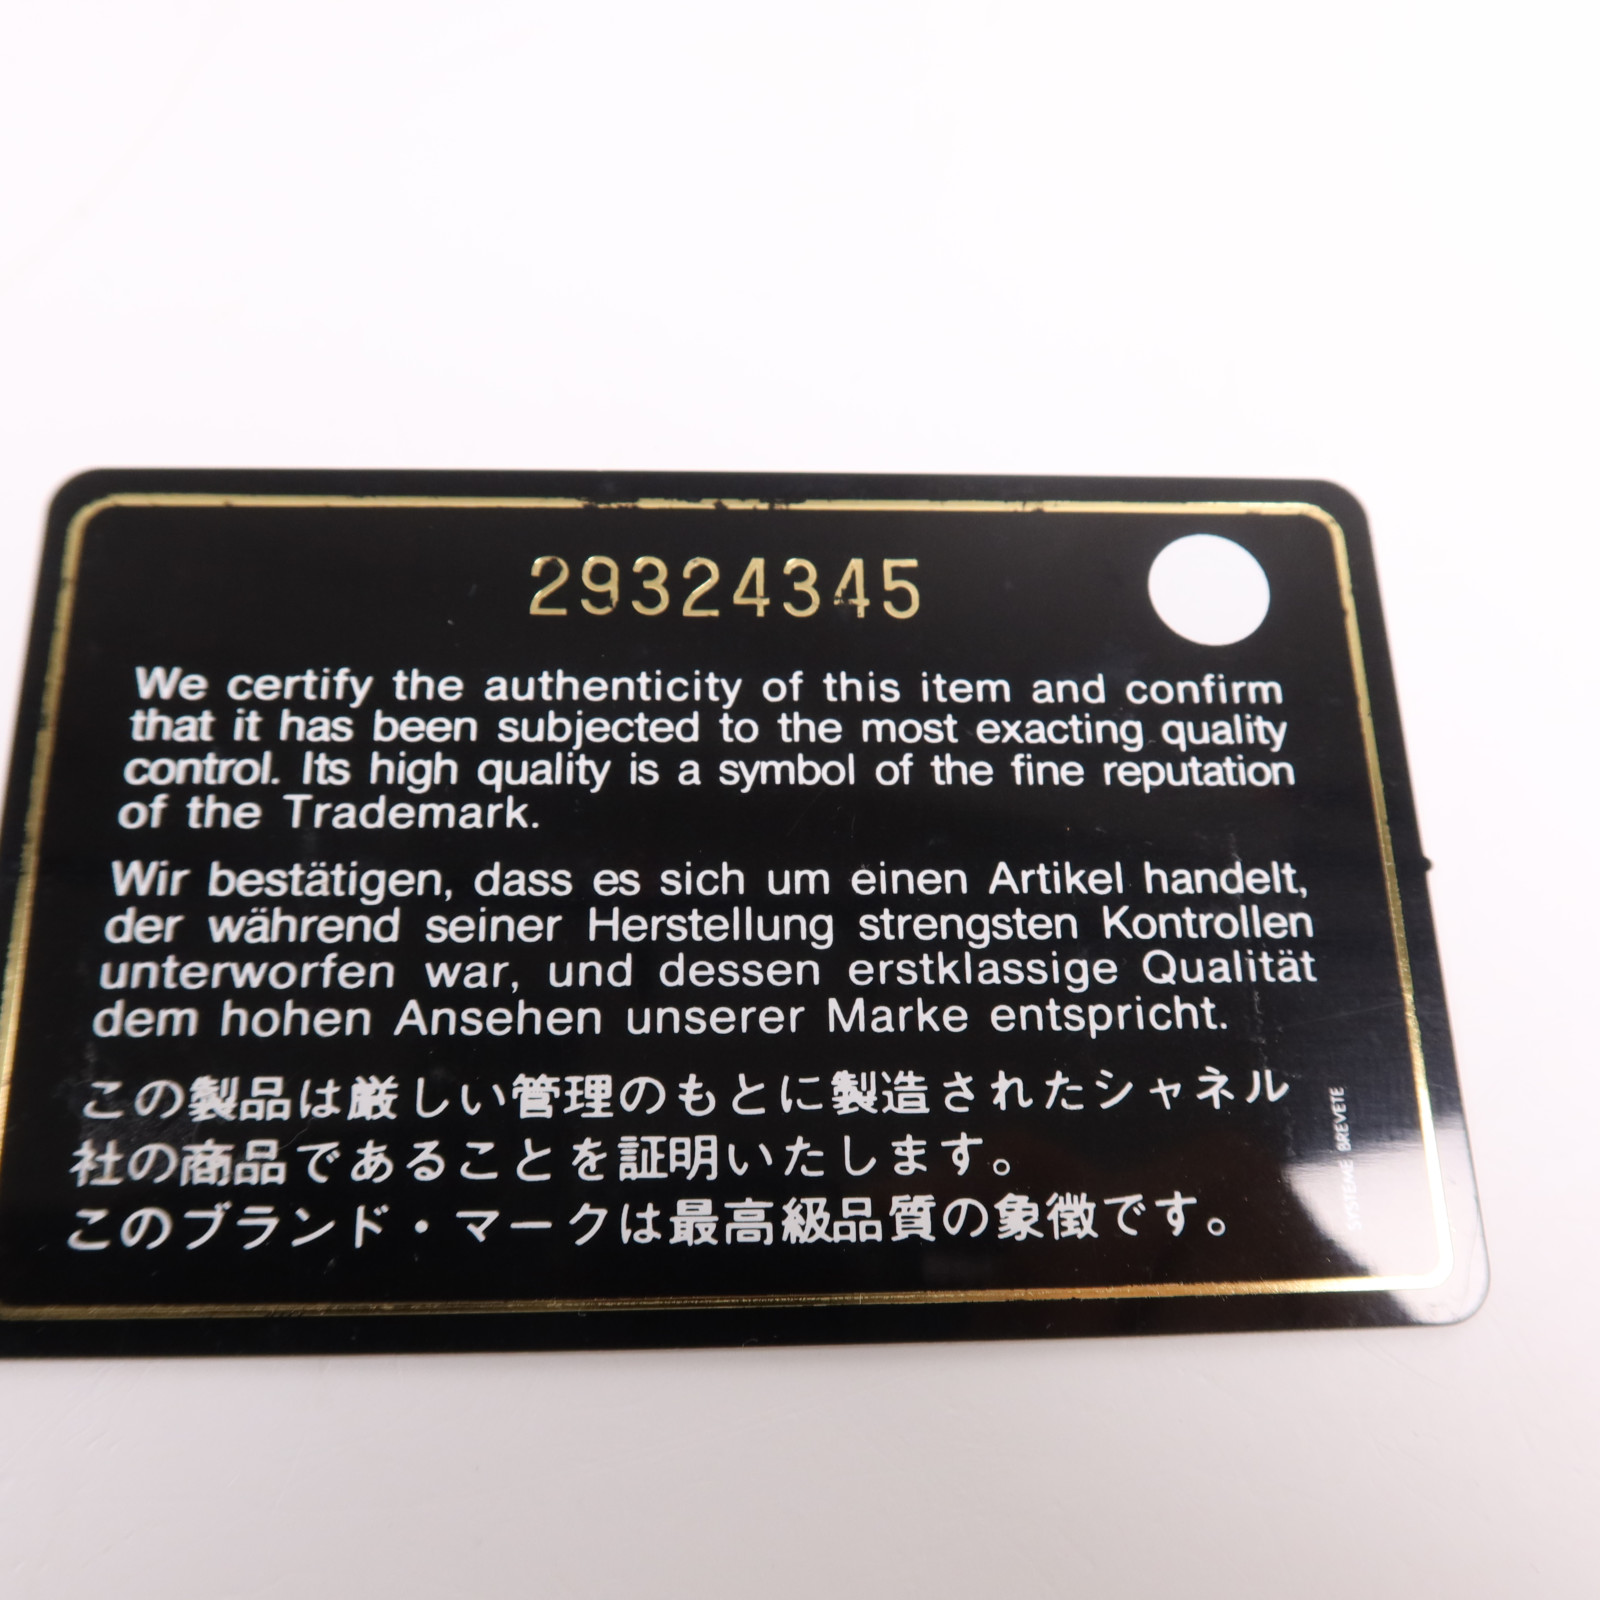 29324345
We certify the authenticity of this item and confirm
that it has been subjected to the most exacting quality
control. Its high quality is a symbol of the fine reputation
of the Trademark.
Wir bestätigen, dass es sich um einen Artikel handelt,
der während seiner Herstellung strengsten Kontrollen
unterworfen war, und dessen erstklassige Qualität
dem hohen Ansehen unserer Marke entspricht.
この製品は厳しい管理のもとに製造されたシャネル
社の商品であることを証明いたします。
このブランド・マークは最高級品質の象徴です。
SYSTEME BREVETE